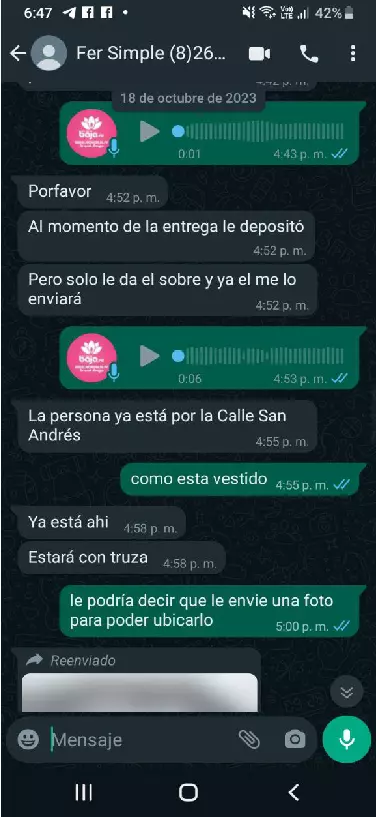 6:47
42%
Fer Simple (8)26...
4:42 p. m.
18 de octubre de 2023
baja
0:01 4:43 p. m.
Porfavor 4:52 p. m.
Al momento de la entrega le depositó
4:52 p. m.
Pero solo le da el sobre y ya el me lo
enviará
4:52 p. m.
baja
0:06 4:53 p. m.
La persona ya está por la Calle San
Andrés
4:55 p. m.
como esta vestido 4:55 p. m.
Ya está ahi 4:58 p. m.
Estará con truza 4:58 p. m.
le podría decir que le envie una foto
para poder ubicarlo 5:00 p. m.
Reenviado
Mensaje